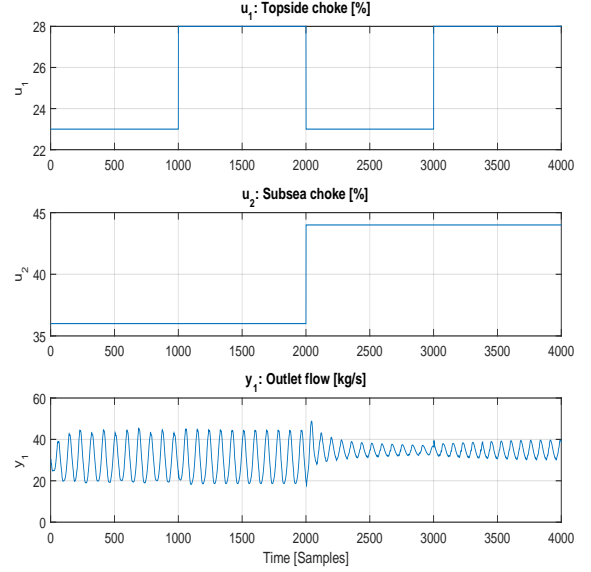 u1: Topside choke [%]
28
26
24
22
u1
0 500 1000 1500 2000 2500 3000 3500 4000
u2: Subsea choke [%]
45
40
35
u2
0 500 1000 1500 2000 2500 3000 3500 4000
y1: Outlet flow [kg/s]
60
40
20
0
y1
0 500 1000 1500 2000 2500 3000 3500 4000
Time [Samples]